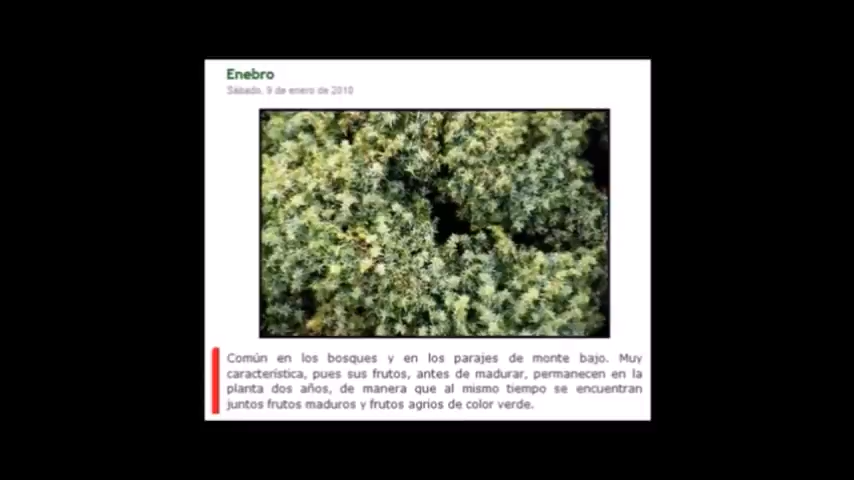 Enebro
Sábado, 9 de enero de 2010
Común en los bosques y en los parajes de monte bajo. Muy
característica, pues sus frutos, antes de madurar, permanecen en la
planta dos años, de manera que al mismo tiempo se encuentran
juntos frutos maduros y frutos agrios de color verde.